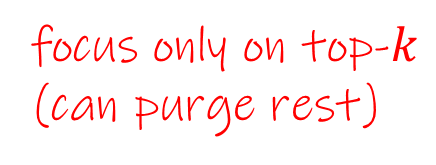 focus only on top-k
(can purge rest)